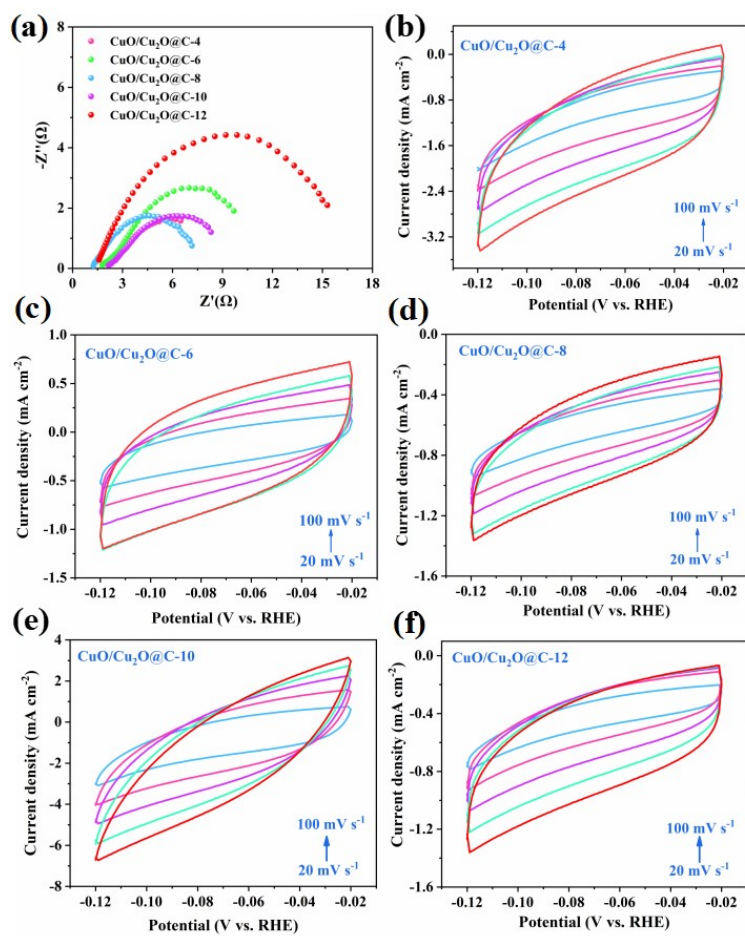 (a)
CuO/Cu₂O@C-4
CuO/Cu₂O@C-6
CuO/Cu₂O@C-8
CuO/Cu₂O@C-10
CuO/Cu₂O@C-12
-Z''(Ω)
8
6
4
2
0
0 3 6 9 12 15 18
Z'(Ω)
(b)
CuO/Cu₂O@C-4
Current density (mA cm⁻²)
0.0
-0.8
-1.6
-2.4
-3.2
100 mV s⁻¹
20 mV s⁻¹
-0.12 -0.10 -0.08 -0.06 -0.04 -0.02
Potential (V vs. RHE)
(c)
CuO/Cu₂O@C-6
Current density (mA cm⁻²)
1.0
0.5
0.0
-0.5
-1.0
-1.5
100 mV s⁻¹
20 mV s⁻¹
-0.12 -0.10 -0.08 -0.06 -0.04 -0.02
Potential (V vs. RHE)
(d)
CuO/Cu₂O@C-8
Current density (mA cm⁻²)
0.0
-0.4
-0.8
-1.2
-1.6
100 mV s⁻¹
20 mV s⁻¹
-0.12 -0.10 -0.08 -0.06 -0.04 -0.02
Potential (V vs. RHE)
(e)
CuO/Cu₂O@C-10
Current density (mA cm⁻²)
4
2
0
-2
-4
-6
-8
100 mV s⁻¹
20 mV s⁻¹
-0.12 -0.10 -0.08 -0.06 -0.04 -0.02
Potential (V vs. RHE)
(f)
CuO/Cu₂O@C-12
Current density (mA cm⁻²)
0.0
-0.4
-0.8
-1.2
-1.6
100 mV s⁻¹
20 mV s⁻¹
-0.12 -0.10 -0.08 -0.06 -0.04 -0.02
Potential (V vs. RHE)